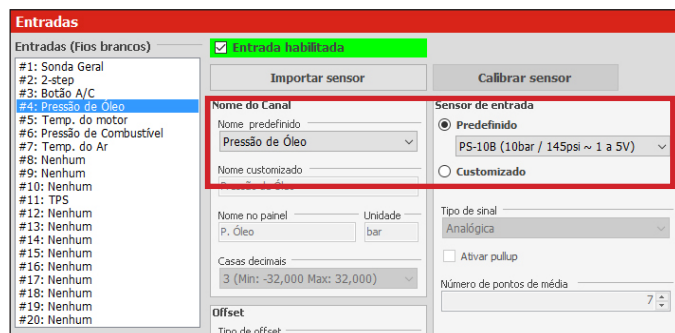 Entradas
Entradas (Fios brancos)
#1: Sonda Geral
#2: 2-step
#3: Botão A/C
#4: Pressão de Óleo
#5: Temp. do motor
#6: Pressão de Combustível
#7: Temp. do Ar
#8: Nenhum
#9: Nenhum
#10: Nenhum
#11: TPS
#12: Nenhum
#13: Nenhum
#14: Nenhum
#15: Nenhum
#16: Nenhum
#17: Nenhum
#18: Nenhum
#19: Nenhum
#20: Nenhum
Entrada habilitada
Importar sensor
Calibrar sensor
Nome do Canal
Nome predefinido
Pressão de Óleo
Nome customizado
Pressão de Óleo
Nome no painel
Unidade
P. Óleo
bar
Casas decimais
3 (Min: -32,000 Max: 32,000)
Offset
Tipo de offset
Sensor de entrada
Predefinido
PS-10B (10bar / 145psi ~ 1 a 5V)
Customizado
Tipo de sinal
Analógica
Ativar pullup
Número de pontos de média
7